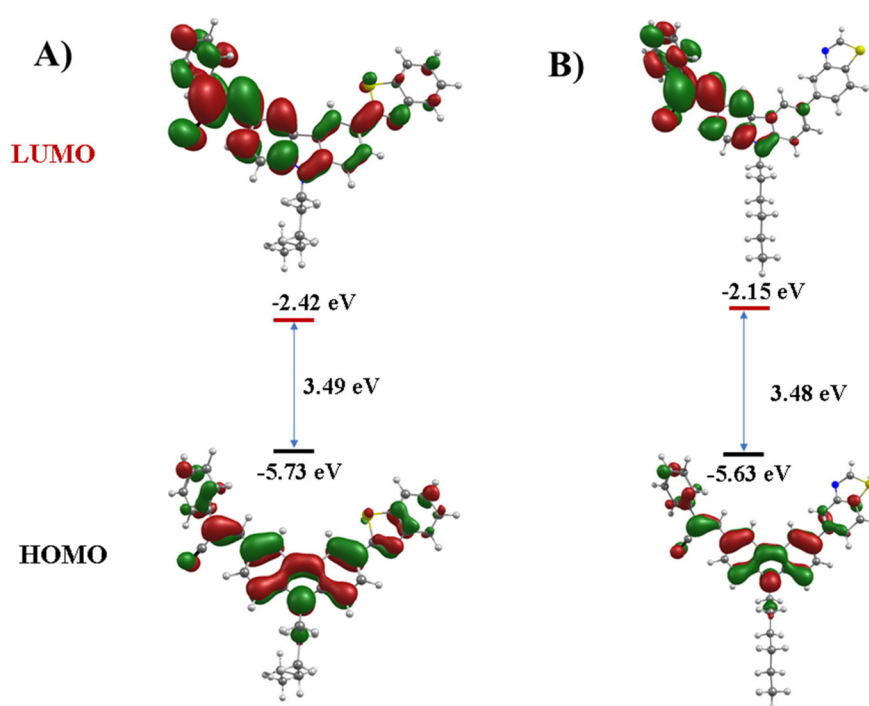 A)
B)
LUMO
-2.42 eV
-2.15 eV
3.49 eV
3.48 eV
-5.73 eV
-5.63 eV
HOMO